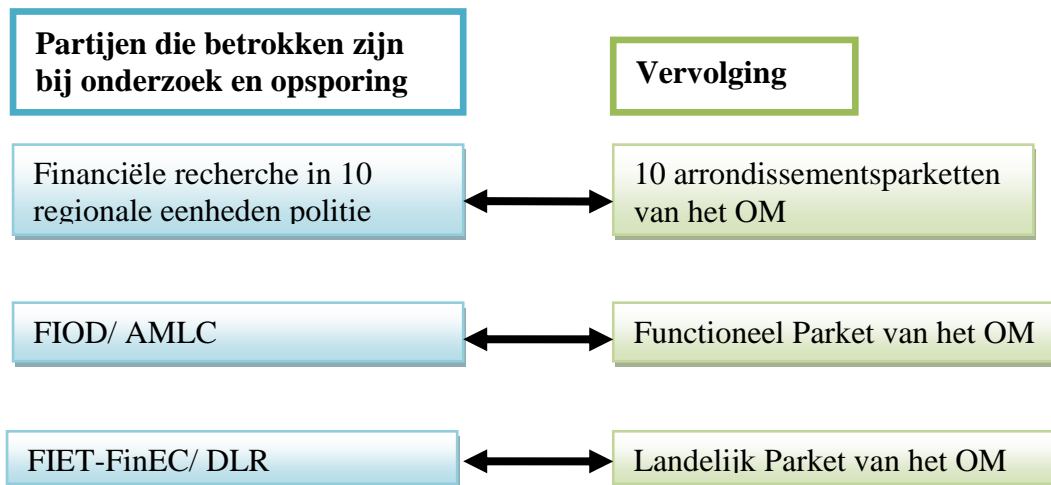 Partijen die betrokken zijn
bij onderzoek en opsporing
Vervolging
Financiële recherche in 10
regionale eenheden politie
10 arrondissementsparketten
van het OM
FIOD/ AMLC
Functioneel Parket van het OM
FIET-FinEC/ DLR
Landelijk Parket van het OM